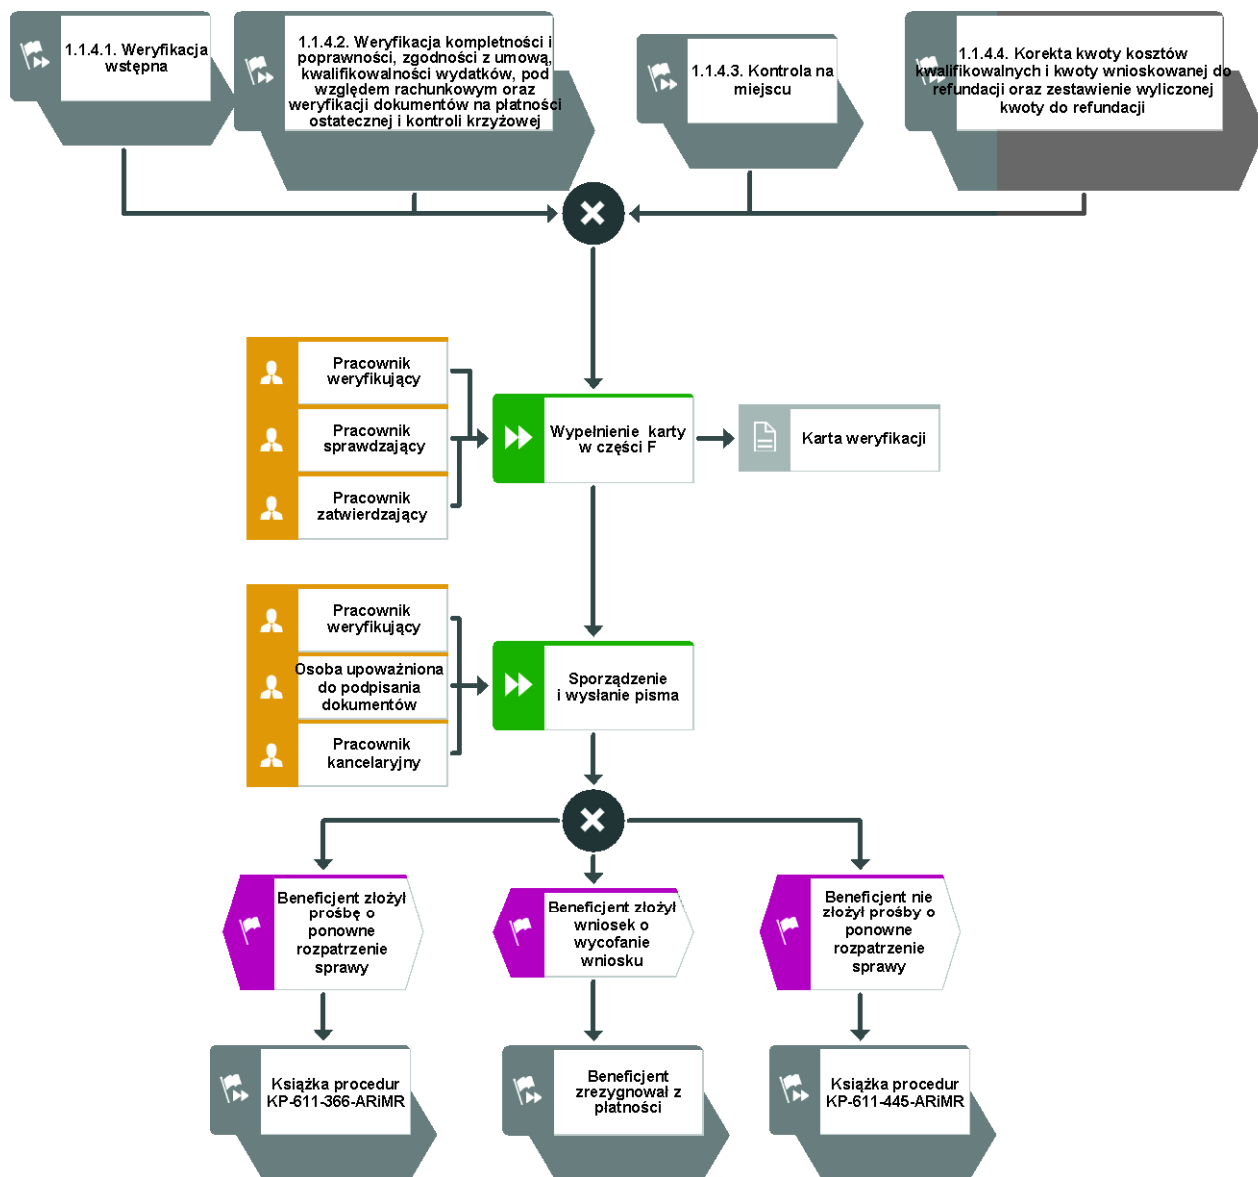 1.1.4.1. Weryfikacja
wstępna
1.1.4.2. Weryfikacja kompletności i
poprawności, zgodności z umową,
kwalifikowalności wydatków, pod
względem rachunkowym oraz
weryfikacji dokumentów na płatności
ostatecznej i kontroli krzyżowej
1.1.4.3. Kontrola na
miejscu
1.1.4.4. Korekta kwoty kosztów
kwalifikowalnych i kwoty wnioskowanej do
refundacji oraz zestawienie wyliczonej
kwoty do refundacji
Pracownik
weryfikujący
Pracownik
sprawdzający
Pracownik
zatwierdzający
Wypełnienie karty
w części F
Karta weryfikacji
Pracownik
weryfikujący
Osoba upoważniona
do podpisania
dokumentów
Pracownik
kancelaryjny
Sporządzenie
i wysłanie pisma
Beneficjent złożył
prośbę o
ponowne
rozpatrzenie
sprawy
Beneficjent złożył
wniosek o
wycofanie
wniosku
Beneficjent nie
złożył prośby o
ponowne
rozpatrzenie
sprawy
Książka procedur
KP-611-366-ARiMR
Beneficjent
zrezygnował z
płatności
Książka procedur
KP-611-445-ARiMR